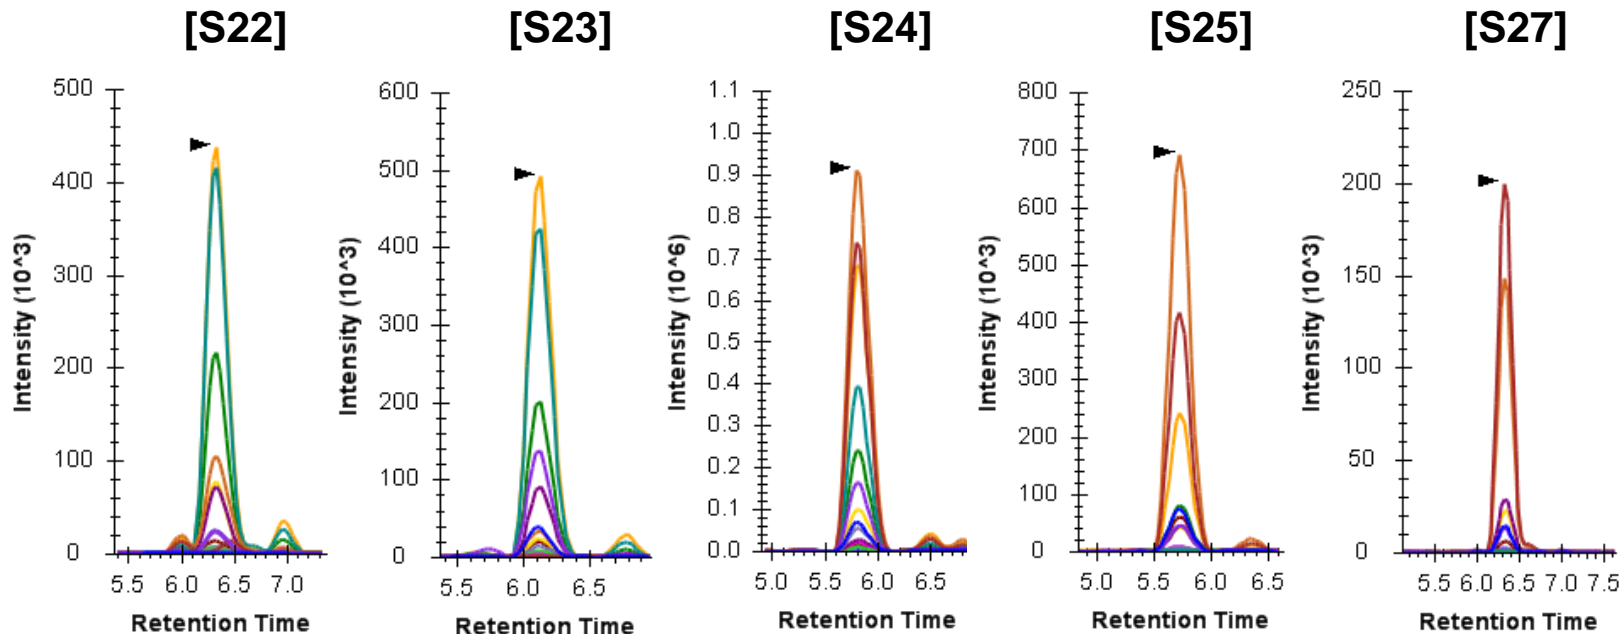 [S22] [S23] [S24] [S25] [S27]
Intensity (10^3)
500
400
300
200
100
0
5.5 6.0 6.5 7.0
Retention Time
Intensity (10^3)
600
500
400
300
200
100
0
5.5 6.0 6.5
Retention Time
Intensity (10^6)
1.1
1.0
0.9
0.8
0.7
0.6
0.5
0.4
0.3
0.2
0.1
0.0
5.0 5.5 6.0 6.5
Retention Time
Intensity (10^3)
800
700
600
500
400
300
200
100
0
5.0 5.5 6.0 6.5
Retention Time
Intensity (10^3)
250
200
150
100
50
0
5.5 6.0 6.5 7.0 7.5
Retention Time